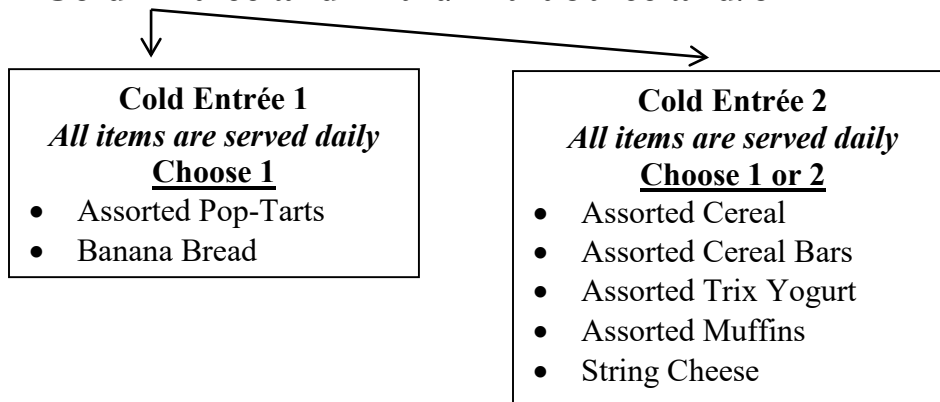 Cold Entrée 1
All items are served daily
Choose 1
• Assorted Pop-Tarts
• Banana Bread
Cold Entrée 2
All items are served daily
Choose 1 or 2
• Assorted Cereal
• Assorted Cereal Bars
• Assorted Trix Yogurt
• Assorted Muffins
• String Cheese